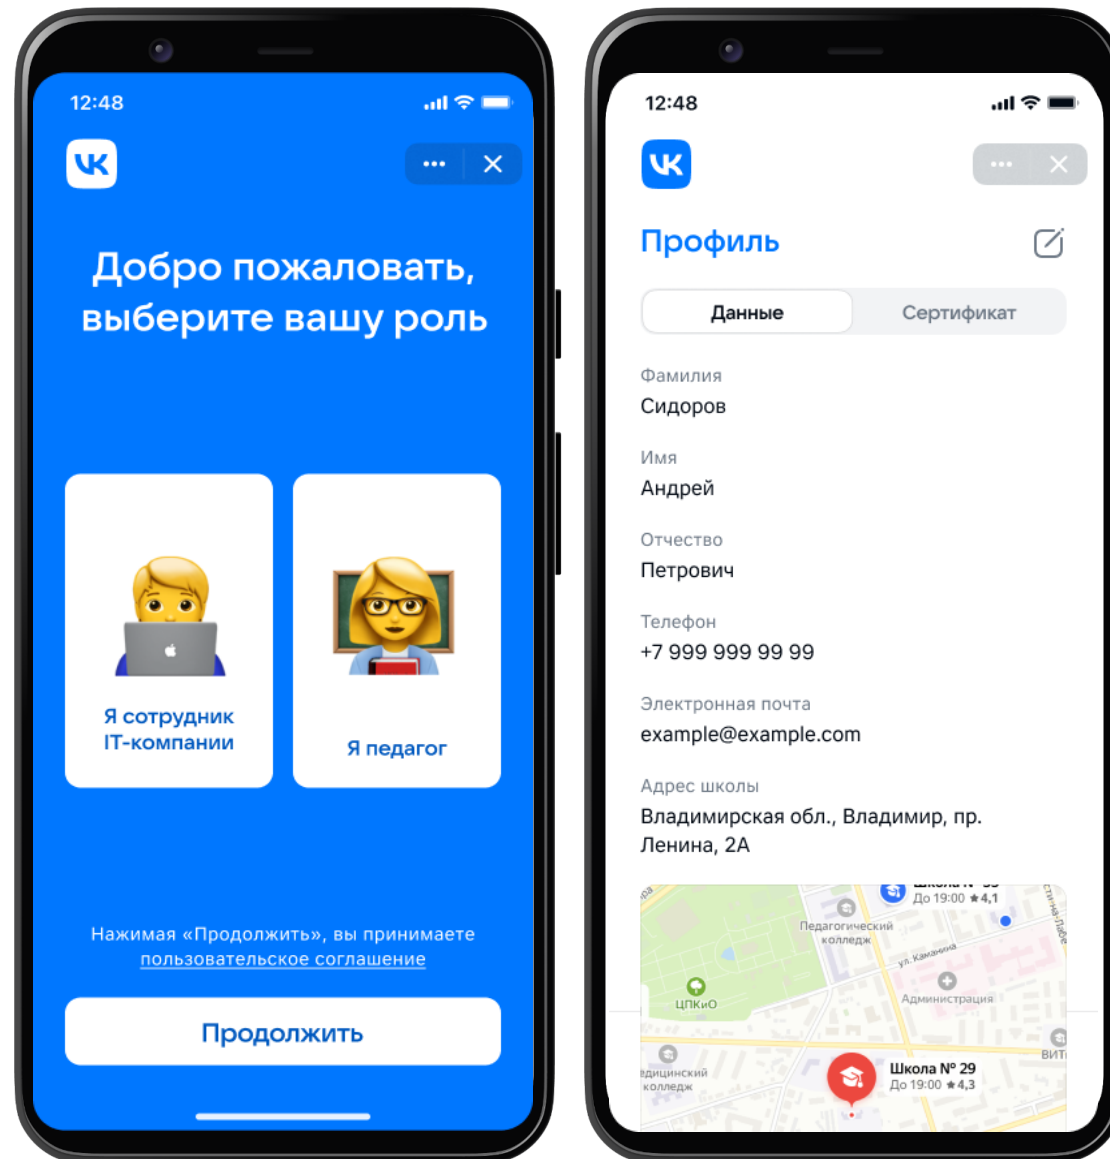 12:48
Добро пожаловать,
выберите вашу роль
Я сотрудник
IT-компании
Я педагог
Нажимая «Продолжить», вы принимаете
пользовательское соглашение
Продолжить
12:48
Профиль
Данные
Сертификат
Фамилия
Сидоров
Имя
Андрей
Отчество
Петрович
Телефон
+7 999 999 99 99
Электронная почта
example@example.com
Адрес школы
Владимирская обл., Владимир, пр.
Ленина, 2А
До 19:00 ★4,1
Педагогический
колледж
ул. Каманина
ЦПКиО
Администрация
колледж
Школа № 29
До 19:00 ★4,3